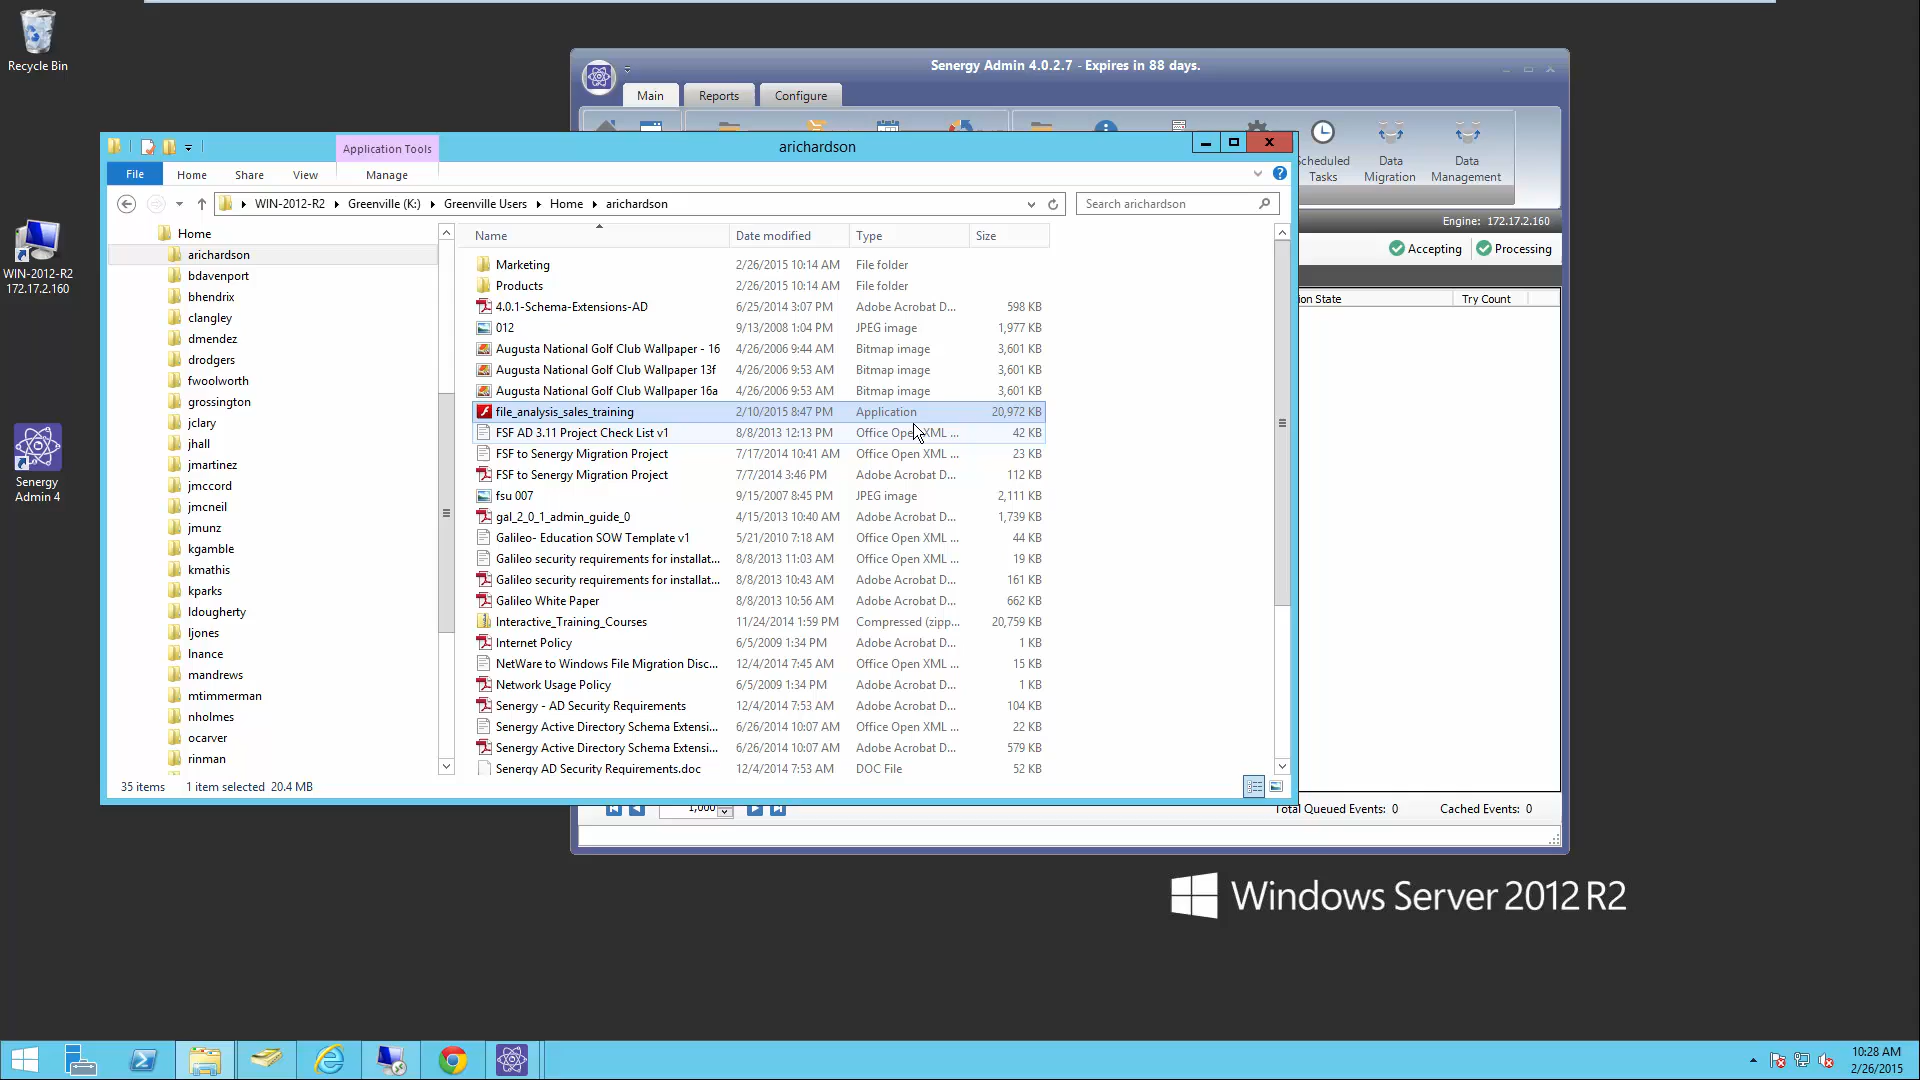 Recycle Bin
WIN-2012-R2
172.17.2.160
Senergy
Admin 4
Senergy Admin 4.0.2.7 - Expires in 88 days.
Main Reports Configure
Scheduled
Tasks
Data
Migration
Data
Management
Engine: 172.17.2.160
Accepting Processing
on State Try Count
Total Queued Events: 0 Cached Events: 0
1,000
Application Tools
arichardson
File Home Share View Manage
WIN-2012-R2 Greenville (K:) Greenville Users Home arichardson
Search arichardson
Home
arichardson
bdavenport
bhendrix
clangley
dmendez
drodgers
fwoolworth
grossington
jclary
jhall
jmartinez
jmccord
jmcneil
jmunz
kgamble
kmathis
kparks
ldougherty
ljones
lnance
mandrews
mtimmerman
nholmes
ocarver
rinman
Name Date modified Type Size
Marketing 2/26/2015 10:14 AM File folder
Products 2/26/2015 10:14 AM File folder
4.0.1-Schema-Extensions-AD 6/25/2014 3:07 PM Adobe Acrobat D... 598 KB
012 9/13/2008 1:04 PM JPEG image 1,977 KB
Augusta National Golf Club Wallpaper - 16 4/26/2006 9:44 AM Bitmap image 3,601 KB
Augusta National Golf Club Wallpaper 13f 4/26/2006 9:53 AM Bitmap image 3,601 KB
Augusta National Golf Club Wallpaper 16a 4/26/2006 9:53 AM Bitmap image 3,601 KB
file_analysis_sales_training 2/10/2015 8:47 PM Application 20,972 KB
FSF AD 3.11 Project Check List v1 8/8/2013 12:13 PM Office Open XML ... 42 KB
FSF to Senergy Migration Project 7/17/2014 10:41 AM Office Open XML ... 23 KB
FSF to Senergy Migration Project 7/7/2014 3:46 PM Adobe Acrobat D... 112 KB
fsu 007 9/15/2007 8:45 PM JPEG image 2,111 KB
gal_2_0_1_admin_guide_0 4/15/2013 10:40 AM Adobe Acrobat D... 1,739 KB
Galileo- Education SOW Template v1 5/21/2010 7:18 AM Office Open XML ... 44 KB
Galileo security requirements for installat... 8/8/2013 11:03 AM Office Open XML ... 19 KB
Galileo security requirements for installat... 8/8/2013 10:43 AM Adobe Acrobat D... 161 KB
Galileo White Paper 8/8/2013 10:56 AM Adobe Acrobat D... 662 KB
Interactive_Training_Courses 11/24/2014 1:59 PM Compressed (zipp... 20,759 KB
Internet Policy 6/5/2009 1:34 PM Adobe Acrobat D... 1 KB
NetWare to Windows File Migration Disc... 12/4/2014 7:45 AM Office Open XML ... 15 KB
Network Usage Policy 6/5/2009 1:34 PM Adobe Acrobat D... 1 KB
Senergy - AD Security Requirements 12/4/2014 7:53 AM Adobe Acrobat D... 104 KB
Senergy Active Directory Schema Extensi... 6/26/2014 10:07 AM Office Open XML ... 22 KB
Senergy Active Directory Schema Extensi... 6/26/2014 10:07 AM Adobe Acrobat D... 579 KB
Senergy AD Security Requirements.doc 12/4/2014 7:53 AM DOC File 52 KB
35 items 1 item selected 20.4 MB
Windows Server 2012 R2
10:28 AM
2/26/2015